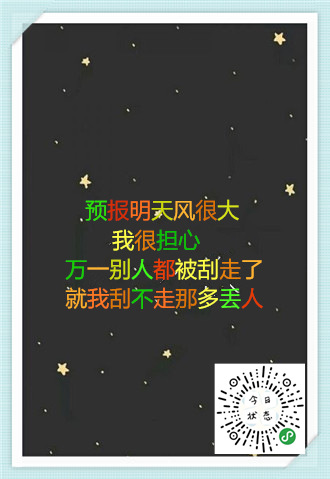 预报明天风很大
我很担心
万一别人都被刮走了
就我刮不走那多丢人
今日
状态